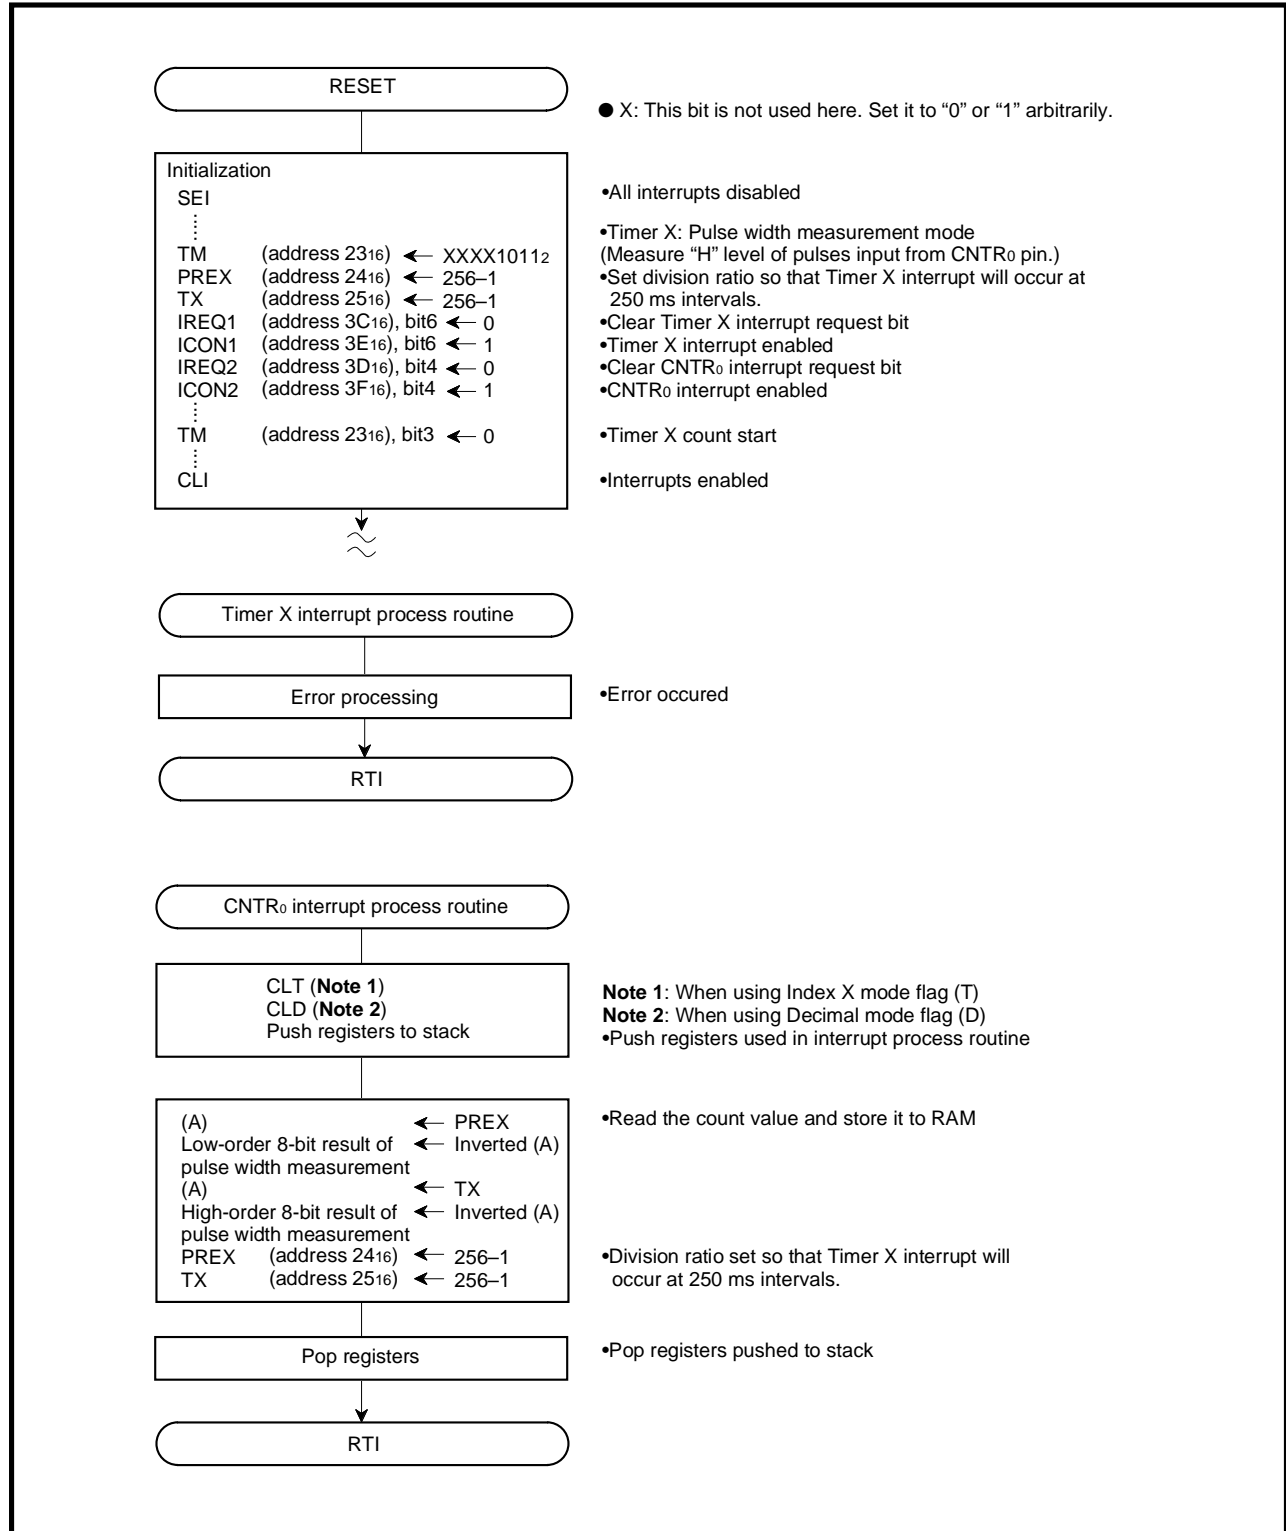 RESET
● X: This bit is not used here. Set it to “0” or “1” arbitrarily.
Initialization
SEI •All interrupts disabled
•Timer X: Pulse width measurement mode
TM (address 2316) ← XXXX10112 (Measure “H” level of pulses input from CNTR0 pin.)
PREX (address 2416) ← 256–1 •Set division ratio so that Timer X interrupt will occur at
TX (address 2516) ← 256–1 250 ms intervals.
IREQ1 (address 3C16), bit6 ← 0 •Clear Timer X interrupt request bit
ICON1 (address 3E16), bit6 ← 1 •Timer X interrupt enabled
IREQ2 (address 3D16), bit4 ← 0 •Clear CNTR0 interrupt request bit
ICON2 (address 3F16), bit4 ← 1 •CNTR0 interrupt enabled
TM (address 2316), bit3 ← 0 •Timer X count start
CLI •Interrupts enabled
Timer X interrupt process routine
Error processing •Error occured
RTI
CNTR0 interrupt process routine
CLT (Note 1) Note 1: When using Index X mode flag (T)
CLD (Note 2) Note 2: When using Decimal mode flag (D)
Push registers to stack •Push registers used in interrupt process routine
(A) ← PREX •Read the count value and store it to RAM
Low-order 8-bit result of ← Inverted (A)
pulse width measurement
(A) ← TX
High-order 8-bit result of ← Inverted (A)
pulse width measurement
PREX (address 2416) ← 256–1 •Division ratio set so that Timer X interrupt will
TX (address 2516) ← 256–1 occur at 250 ms intervals.
Pop registers •Pop registers pushed to stack
RTI